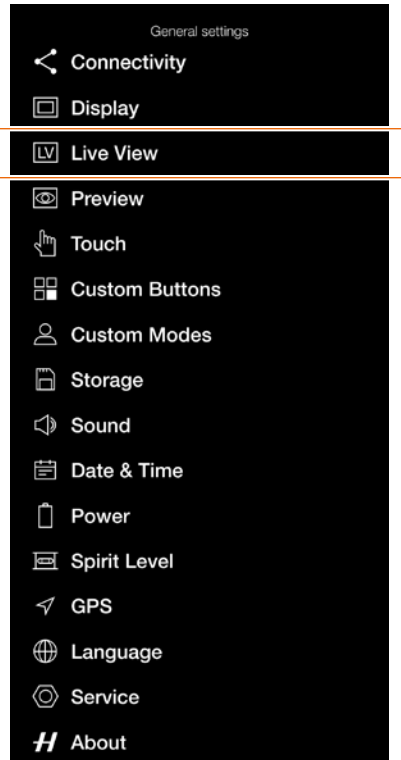 General settings
Connectivity
Display
LV Live View
Preview
Touch
Custom Buttons
Custom Modes
Storage
Sound
Date & Time
Power
Spirit Level
GPS
Language
Service
H About